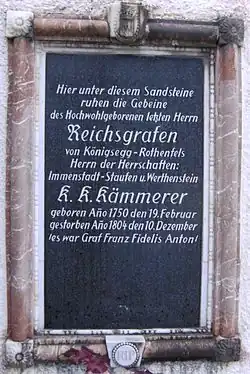 Hier unter diesem Sandsteine
ruhen die Gebeine
des Hochwohlgeborenen letzten Herrn
Reichsgrafen
von Königsegg-Rothenfels
Herrn der Herrschaften:
Immenstadt-Staufen u. Werthenstein
k. k. Kämmerer
geboren Año 1750 den 19. Februar
gestorben Año 1804 den 10. Dezember
(es war Graf Franz Fidelis Anton)